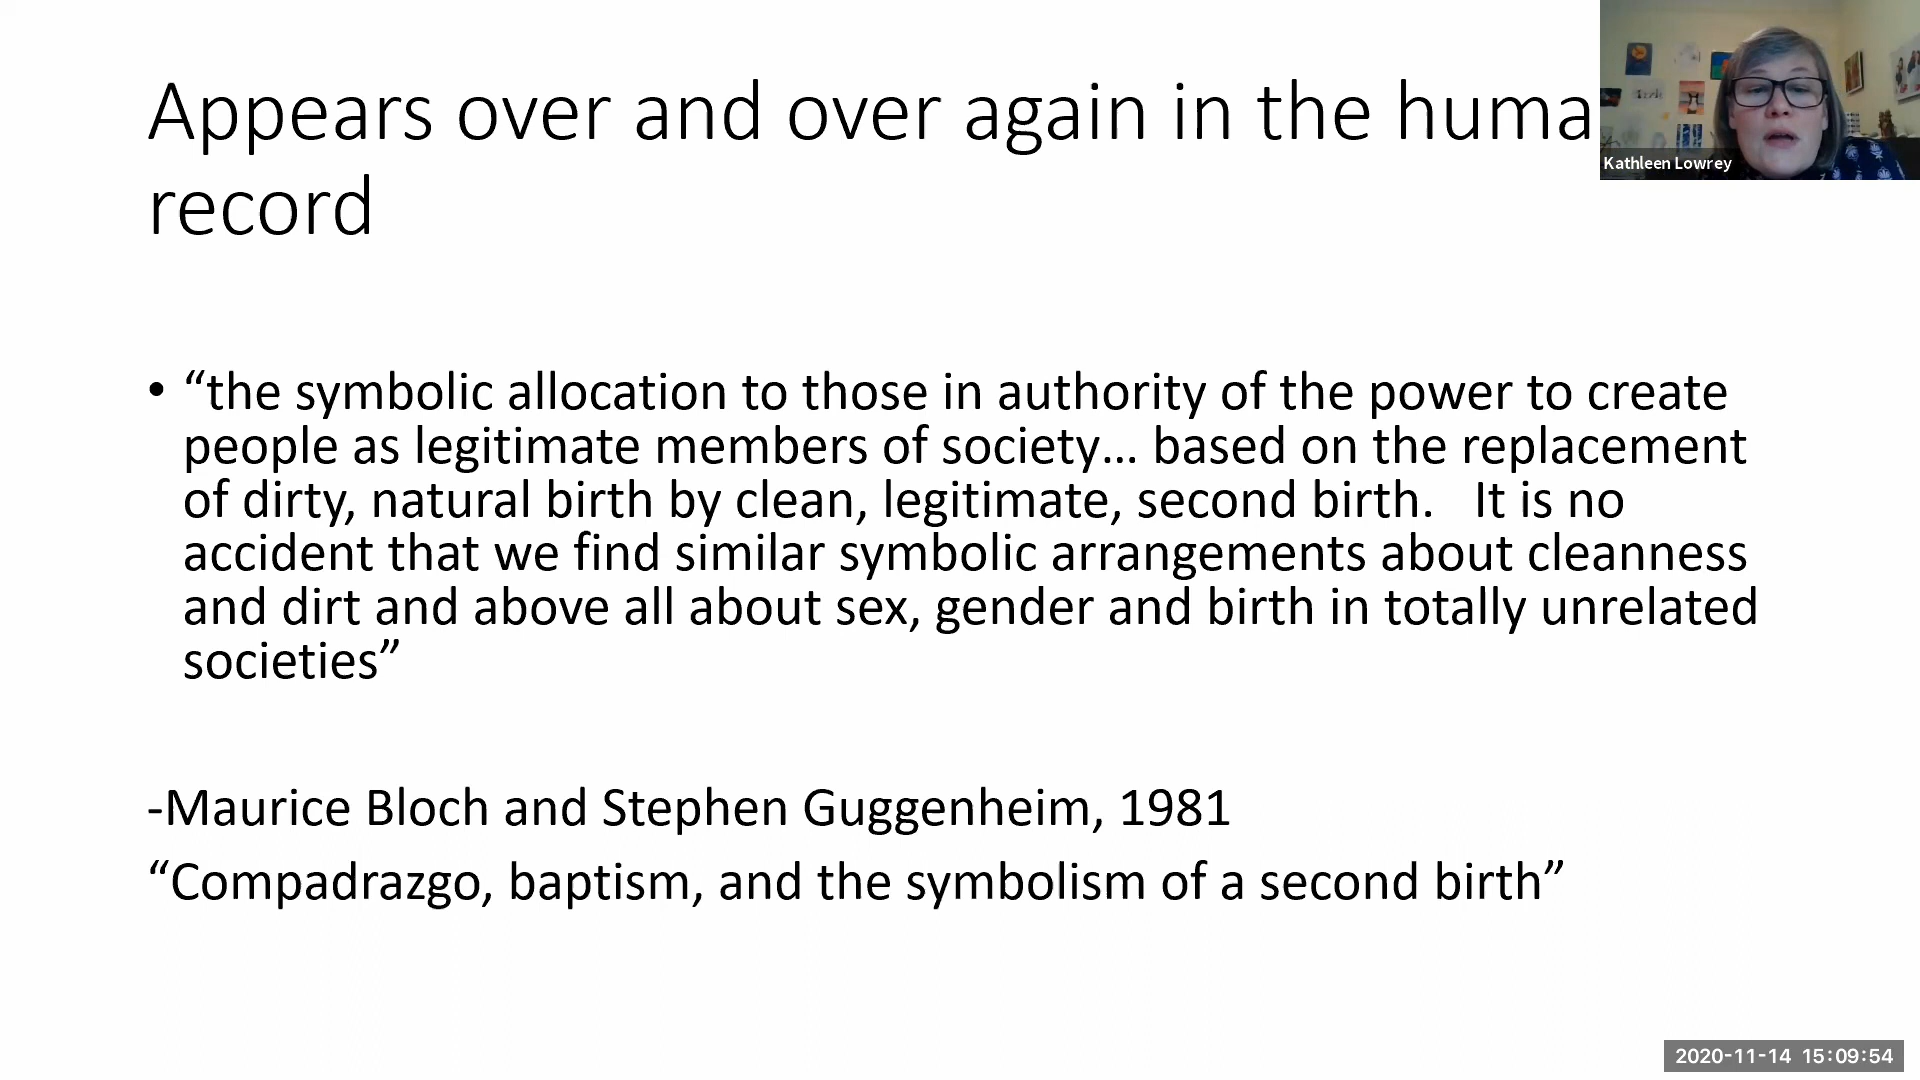 Appears over and over again in the huma
record
• “the symbolic allocation to those in authority of the power to create
people as legitimate members of society… based on the replacement
of dirty, natural birth by clean, legitimate, second birth.   It is no
accident that we find similar symbolic arrangements about cleanness
and dirt and above all about sex, gender and birth in totally unrelated
societies”
-Maurice Bloch and Stephen Guggenheim, 1981
“Compadrazgo, baptism, and the symbolism of a second birth”
Kathleen Lowrey
2020-11-14 15:09:54